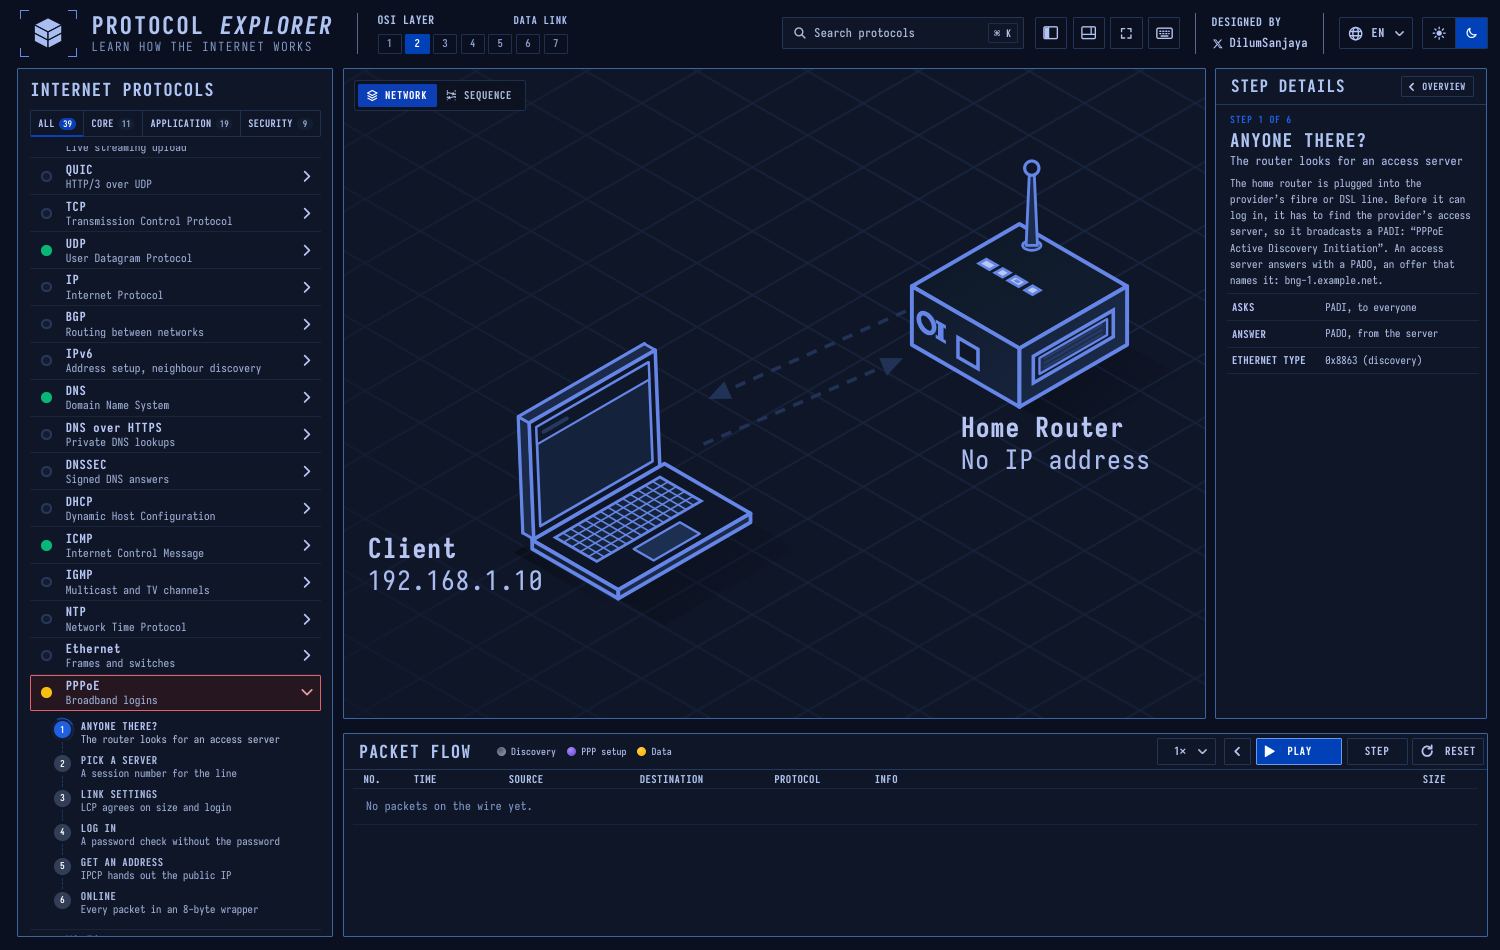 PROTOCOL EXPLORER
LEARN HOW THE INTERNET WORKS
OSI LAYER
DATA LINK
1 2 3 4 5 6 7
Search protocols
⌘ K
DESIGNED BY
DilumSanjaya
EN
INTERNET PROTOCOLS
ALL 39
CORE 11
APPLICATION 19
SECURITY 9
Live streaming upload
QUIC
HTTP/3 over UDP
TCP
Transmission Control Protocol
UDP
User Datagram Protocol
IP
Internet Protocol
BGP
Routing between networks
IPv6
Address setup, neighbour discovery
DNS
Domain Name System
DNS over HTTPS
Private DNS lookups
DNSSEC
Signed DNS answers
DHCP
Dynamic Host Configuration
ICMP
Internet Control Message
IGMP
Multicast and TV channels
NTP
Network Time Protocol
Ethernet
Frames and switches
PPPoE
Broadband logins
1 ANYONE THERE?
The router looks for an access server
2 PICK A SERVER
A session number for the line
3 LINK SETTINGS
LCP agrees on size and login
4 LOG IN
A password check without the password
5 GET AN ADDRESS
IPCP hands out the public IP
6 ONLINE
Every packet in an 8-byte wrapper
NETWORK
SEQUENCE
Home Router
No IP address
Client
192.168.1.10
STEP DETAILS
OVERVIEW
STEP 1 OF 6
ANYONE THERE?
The router looks for an access server
The home router is plugged into the
provider's fibre or DSL line. Before it can
log in, it has to find the provider's access
server, so it broadcasts a PADI: “PPPoE
Active Discovery Initiation”. An access
server answers with a PADO, an offer that
names it: bng-1.example.net.
ASKS PADI, to everyone
ANSWER PADO, from the server
ETHERNET TYPE 0x8863 (discovery)
PACKET FLOW
Discovery
PPP setup
Data
1×
PLAY
STEP
RESET
NO. TIME SOURCE DESTINATION PROTOCOL INFO SIZE
No packets on the wire yet.